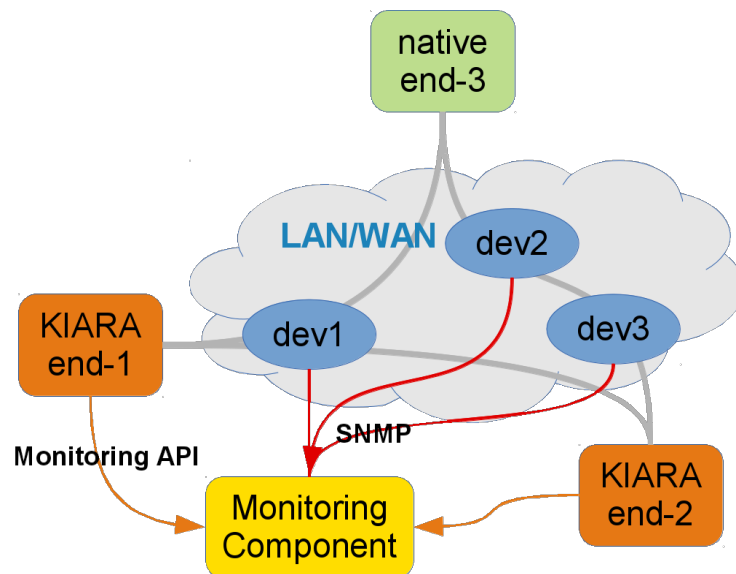 native
end-3
LAN/WAN
dev2
KIARA
end-1
dev1
dev3
SNMP
Monitoring API
KIARA
end-2
Monitoring
Component